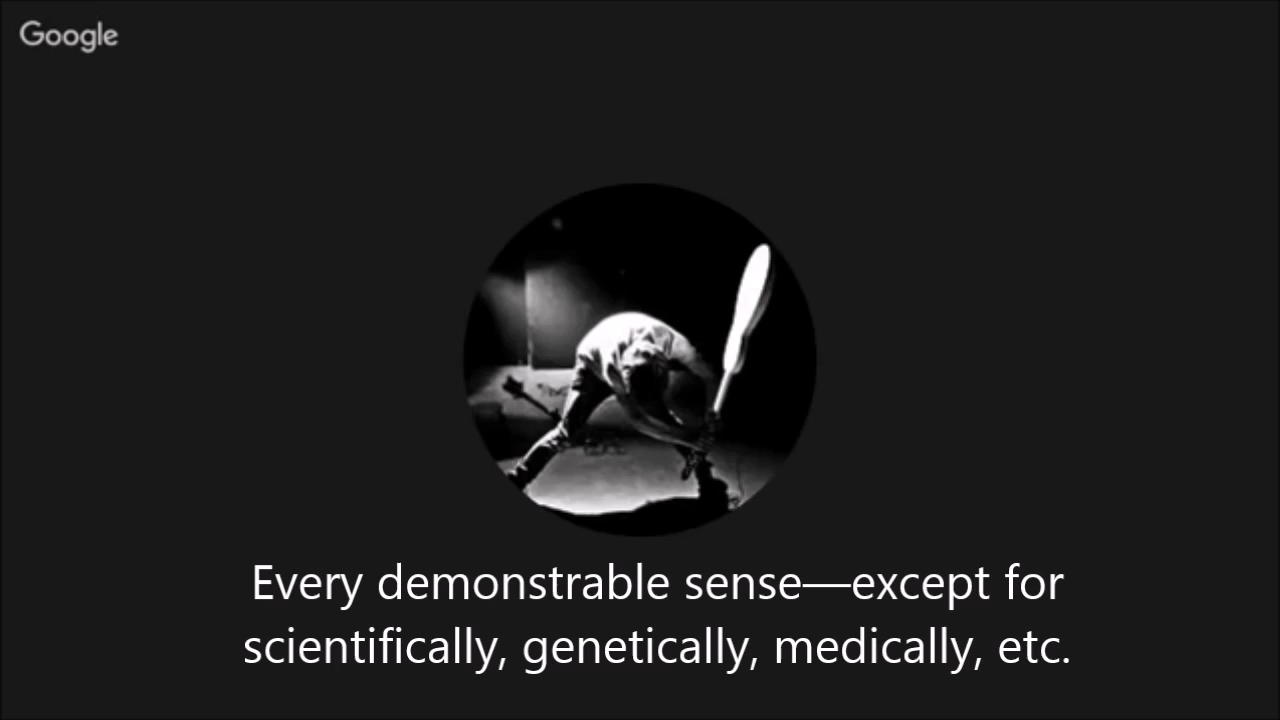 Google
Every demonstrable sense—except for
scientifically, genetically, medically, etc.